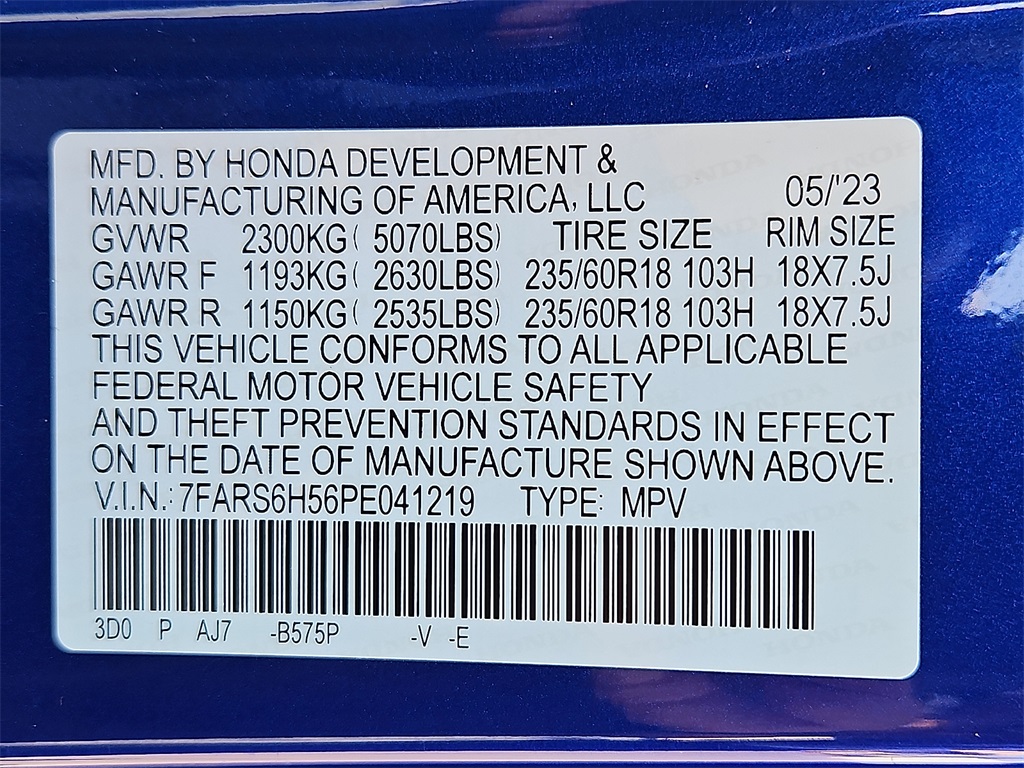 MFD. BY HONDA DEVELOPMENT &
MANUFACTURING OF AMERICA, LLC 05/'23
GVWR 2300KG( 5070LBS) TIRE SIZE RIM SIZE
GAWR F 1193KG( 2630LBS) 235/60R18 103H 18X7.5J
GAWR R 1150KG( 2535LBS) 235/60R18 103H 18X7.5J
THIS VEHICLE CONFORMS TO ALL APPLICABLE
FEDERAL MOTOR VEHICLE SAFETY
AND THEFT PREVENTION STANDARDS IN EFFECT
ON THE DATE OF MANUFACTURE SHOWN ABOVE.
V.I.N.: 7FARS6H56PE041219 TYPE: MPV
3D0 P AJ7 -B575P -V -E